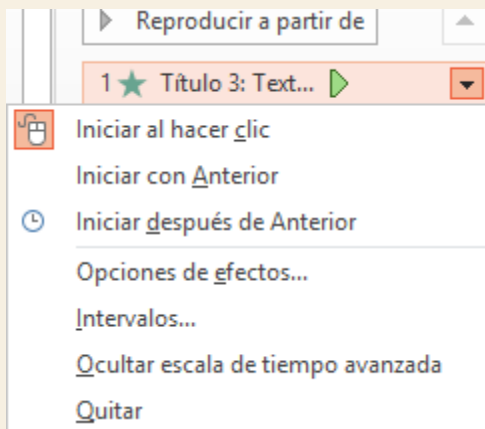 Reproducir a partir de
1 Título 3: Text...
Iniciar al hacer clic
Iniciar con Anterior
Iniciar después de Anterior
Opciones de efectos...
Intervalos...
Ocultar escala de tiempo avanzada
Quitar